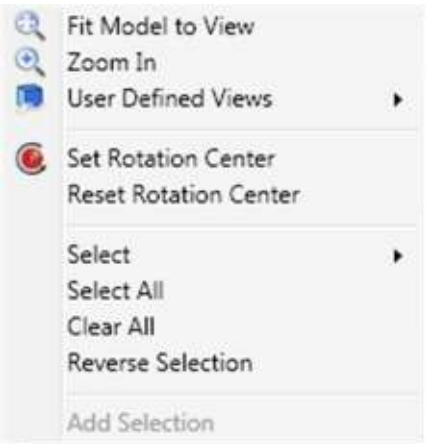 Fit Model to View
Zoom In
User Defined Views
Set Rotation Center
Reset Rotation Center
Select
Select All
Clear All
Reverse Selection
Add Selection